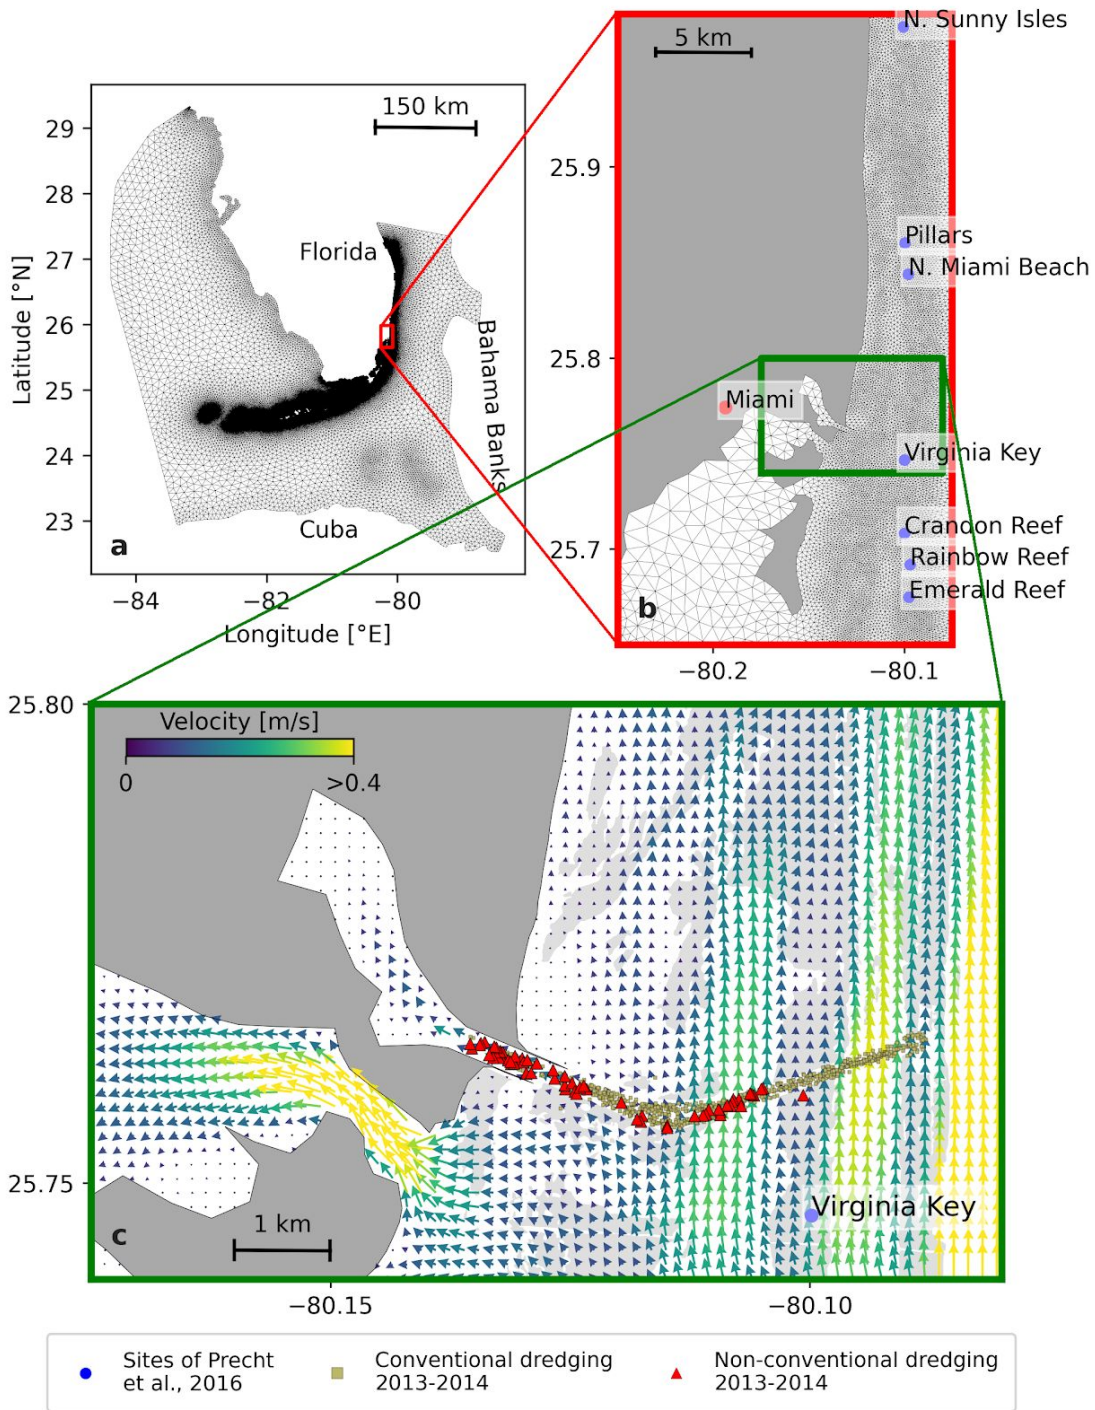 150 km
29
28
27
26
25
24
23
Latitude [°N]
Florida
Bahama Banks
Cuba
a
−84
−82
−80
Longitude [°E]
5 km
N. Sunny Isles
25.9
Pillars
N. Miami Beach
25.8
Miami
Virginia Key
25.7
Crandon Reef
Rainbow Reef
Emerald Reef
b
−80.2
−80.1
25.80
Velocity [m/s]
0
>0.4
25.75
Virginia Key
1 km
c
−80.15
−80.10
Sites of Precht
et al., 2016
Conventional dredging
2013-2014
Non-conventional dredging
2013-2014